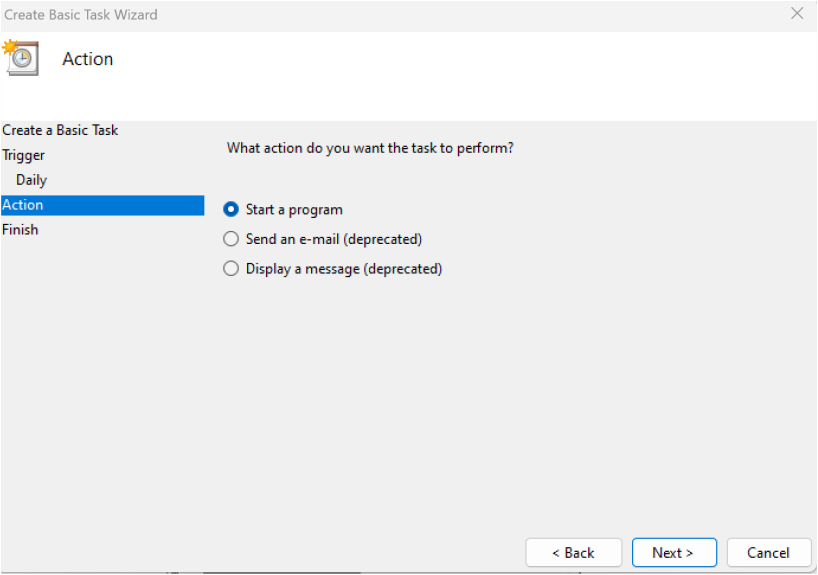 Create Basic Task Wizard
Action
Create a Basic Task
Trigger
Daily
Action
Finish
What action do you want the task to perform?
Start a program
Send an e-mail (deprecated)
Display a message (deprecated)
< Back
Next >
Cancel